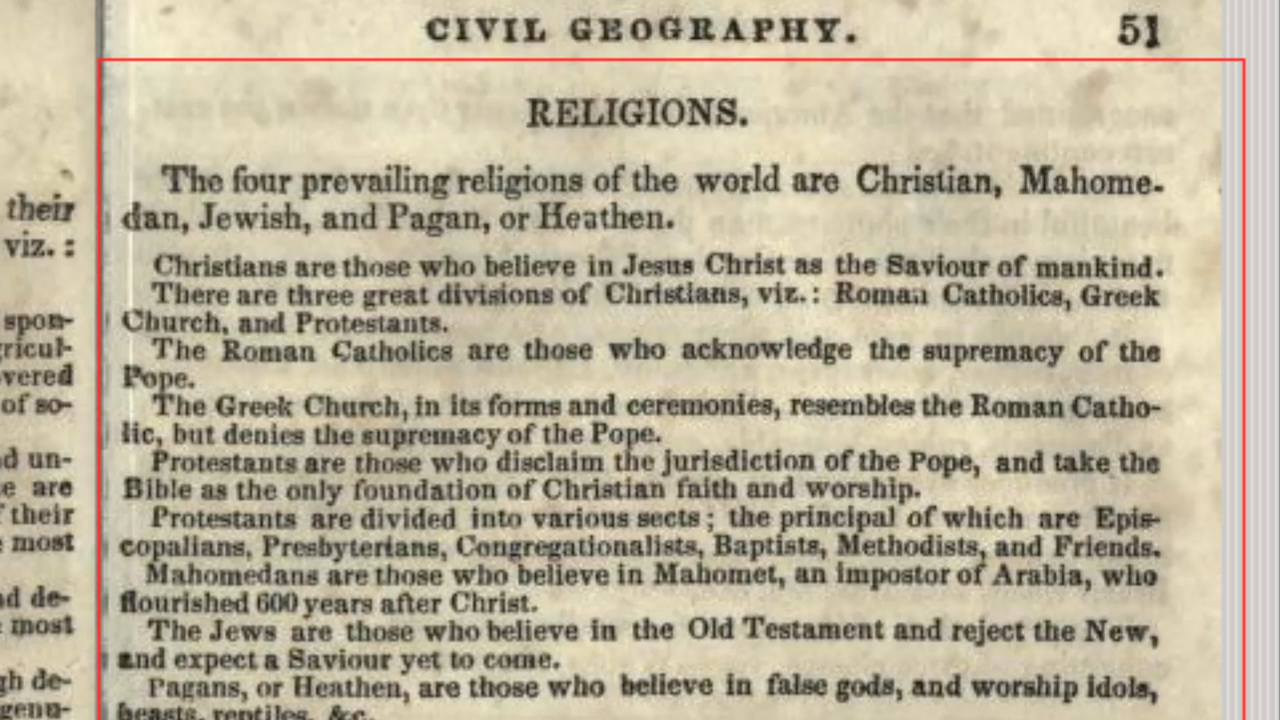 CIVIL GEOGRAPHY. 51
RELIGIONS.
The four prevailing religions of the world are Christian, Mahome-
dan, Jewish, and Pagan, or Heathen.
Christians are those who believe in Jesus Christ as the Saviour of mankind.
There are three great divisions of Christians, viz.: Roman Catholics, Greek
Church, and Protestants.
The Roman Catholics are those who acknowledge the supremacy of the
Pope.
The Greek Church, in its forms and ceremonies, resembles the Roman Catho-
lic, but denies the supremacy of the Pope.
Protestants are those who disclaim the jurisdiction of the Pope, and take the
Bible as the only foundation of Christian faith and worship.
Protestants are divided into various sects; the principal of which are Epis-
copalians, Presbyterians, Congregationalists, Baptists, Methodists, and Friends.
Mahomedans are those who believe in Mahomet, an impostor of Arabia, who
flourished 600 years after Christ.
The Jews are those who believe in the Old Testament and reject the New,
and expect a Saviour yet to come.
Pagans, or Heathen, are those who believe in false gods, and worship idols,
beasts, reptiles, &c.
their
viz. :
spon-
gricul-
vered
of so-
d un-
e are
their
most
nd de-
most
gh de-
genu-